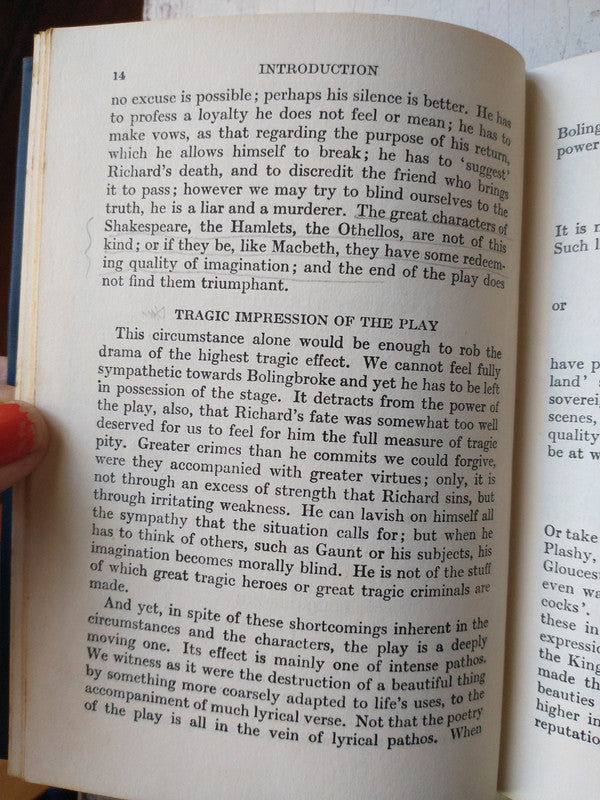 14
INTRODUCTION
no excuse is possible; perhaps his silence is better. He has
to profess a loyalty he does not feel or mean; he has to
make vows, as that regarding the purpose of his return,
which he allows himself to break; he has to 'suggest'
Richard's death, and to discredit the friend who brings
it to pass; however we may try to blind ourselves to the
truth, he is a liar and a murderer. The great characters of
Shakespeare, the Hamlets, the Othellos, are not of this
kind; or if they be, like Macbeth, they have some redeem-
ing quality of imagination; and the end of the play does
not find them triumphant.
TRAGIC IMPRESSION OF THE PLAY
This circumstance alone would be enough to rob the
drama of the highest tragic effect. We cannot feel fully
sympathetic towards Bolingbroke and yet he has to be left
in possession of the stage. It detracts from the power of
the play, also, that Richard's fate was somewhat too well
deserved for us to feel for him the full measure of tragic
pity. Greater crimes than he commits we could forgive,
were they accompanied with greater virtues; only, it is
not through an excess of strength that Richard sins, but
through irritating weakness. He can lavish on himself all
the sympathy that the situation calls for; but when he
has to think of others, such as Gaunt or his subjects, his
imagination becomes morally blind. He is not of the stuff
of which great tragic heroes or great tragic criminals are
made.
And yet, in spite of these shortcomings inherent in the
circumstances and the characters, the play is a deeply
moving one. Its effect is mainly one of intense pathos.
We witness as it were the destruction of a beautiful thing
by something more coarsely adapted to life's uses, to the
accompaniment of much lyrical verse. Not that the poetry
of the play is all in the vein of lyrical pathos. When
Boling
power
It is
Such l
or
have p
land'
sovereig
scenes,
quality
be at w
Or take
Plashy,
Gloucest
even wa
cocks'.
these in
expressio
the King
made th
beauties
higher in
reputatio